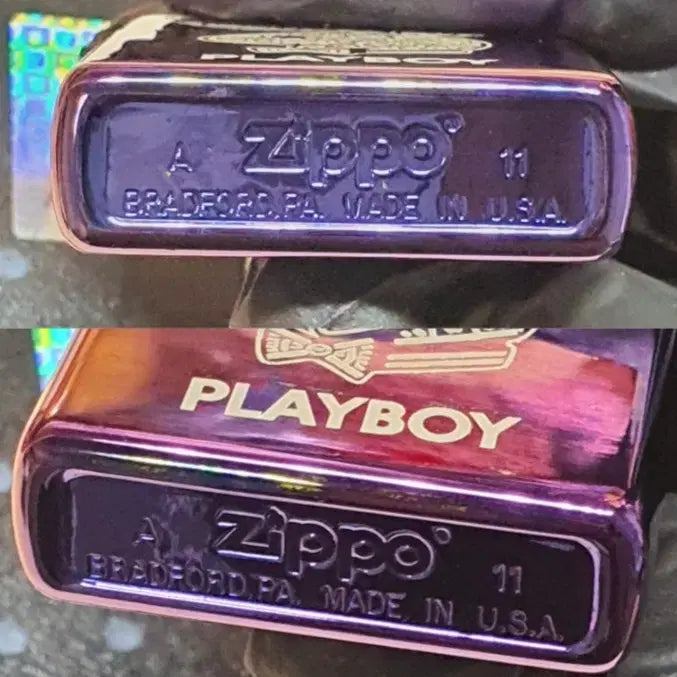 PLAYBOY
A Zippo 11
BRADFORD, PA. MADE IN U.S.A.
PLAYBOY
A Zippo 11
BRADFORD, PA. MADE IN U.S.A.